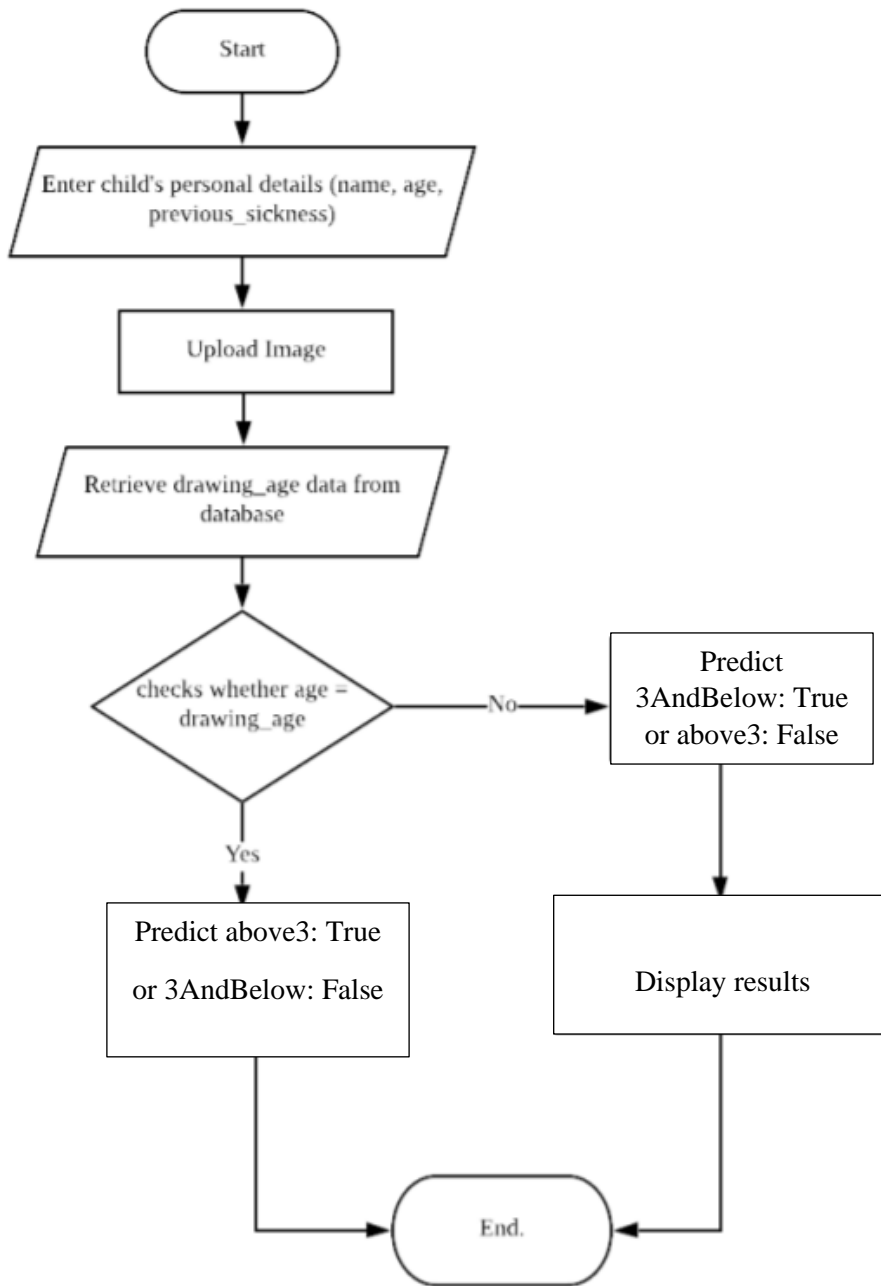 Start
Enter child's personal details (name, age,
previous_sickness)
Upload Image
Retrieve drawing_age data from
database
checks whether age =
drawing_age
No
Predict
3AndBelow: True
or above3: False
Yes
Predict above3: True
or 3AndBelow: False
Display results
End.